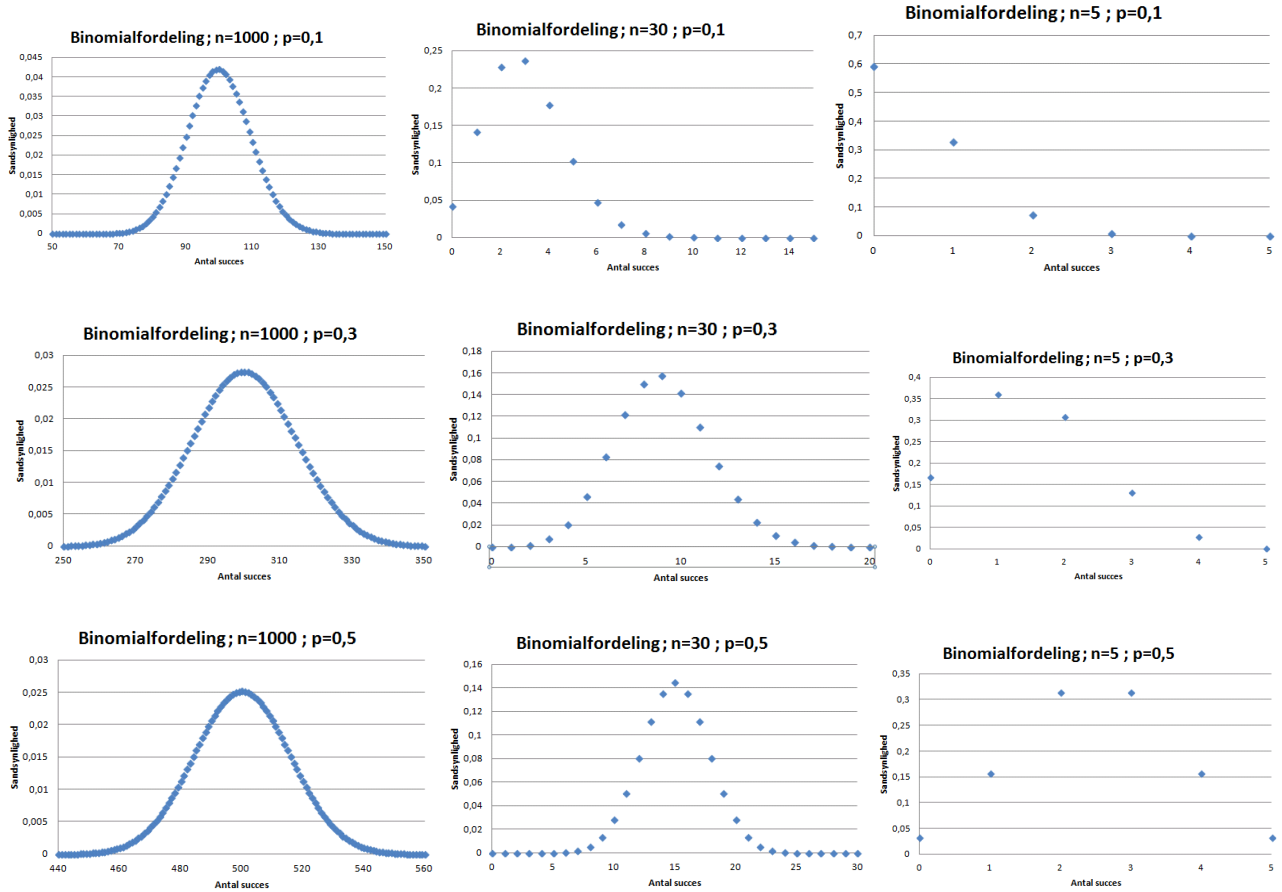 Binomialfordeling; n=1000 ; p=0,1
0,045
0,04
0,035
0,03
0,025
0,02
0,015
0,01
0,005
0
Sandsynlighed
50 70 90 110 130 150
Antal succes
Binomialfordeling; n=30 ; p=0,1
0,25
0,2
0,15
0,1
0,05
0
Sandsynlighed
0 2 4 6 8 10 12 14
Antal succes
Binomialfordeling; n=5 ; p=0,1
0,7
0,6
0,5
0,4
0,3
0,2
0,1
0
Sandsynlighed
0 1 2 3 4 5
Antal succes
Binomialfordeling; n=1000 ; p=0,3
0,03
0,025
0,02
0,015
0,01
0,005
0
Sandsynlighed
250 270 290 310 330 350
Antal succes
Binomialfordeling; n=30 ; p=0,3
0,18
0,16
0,14
0,12
0,1
0,08
0,06
0,04
0,02
0
Sandsynlighed
0 5 10 15 20
Antal succes
Binomialfordeling; n=5 ; p=0,3
0,4
0,35
0,3
0,25
0,2
0,15
0,1
0,05
0
Sandsynlighed
0 1 2 3 4 5
Antal succes
Binomialfordeling; n=1000 ; p=0,5
0,03
0,025
0,02
0,015
0,01
0,005
0
Sandsynlighed
440 460 480 500 520 540 560
Antal succes
Binomialfordeling; n=30 ; p=0,5
0,16
0,14
0,12
0,1
0,08
0,06
0,04
0,02
0
Sandsynlighed
0 5 10 15 20 25 30
Antal succes
Binomialfordeling; n=5 ; p=0,5
0,35
0,3
0,25
0,2
0,15
0,1
0,05
0
Sandsynlighed
0 1 2 3 4 5
Antal succes